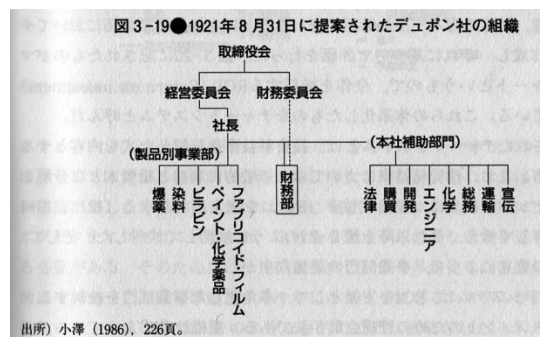 図3-19●1921年8月31日に提案されたデュポン社の組織
取締役会
経営委員会
財務委員会
社長
(製品別事業部)
(本社補助部門)
爆薬
染料
ピラリン
ペイント・化学薬品
ファブリコイド・フィルム
財務部
法律
購買
開発
エンジニア
化学
総務
運輸
宣伝
出所）小澤（1986），226頁。